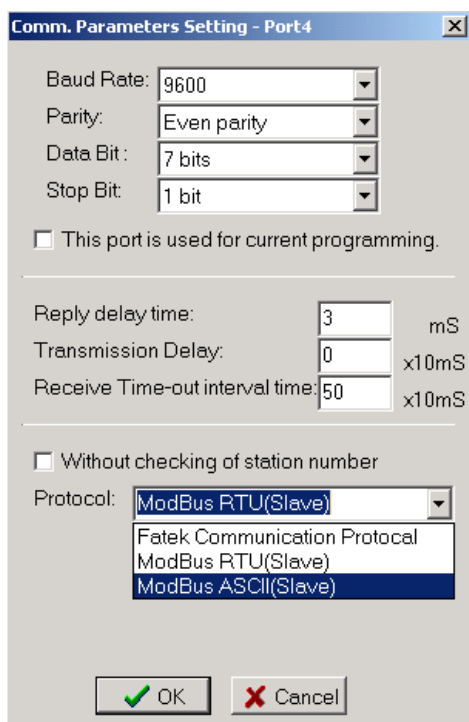 Comm. Parameters Setting - Port4
Baud Rate: 9600
Parity: Even parity
Data Bit : 7 bits
Stop Bit: 1 bit
This port is used for current programming.
Reply delay time: 3 mS
Transmission Delay: 0 x10mS
Receive Time-out interval time: 50 x10mS
Without checking of station number
Protocol: ModBus RTU(Slave)
Fatek Communication Protocal
ModBus RTU(Slave)
ModBus ASCII(Slave)
OK Cancel